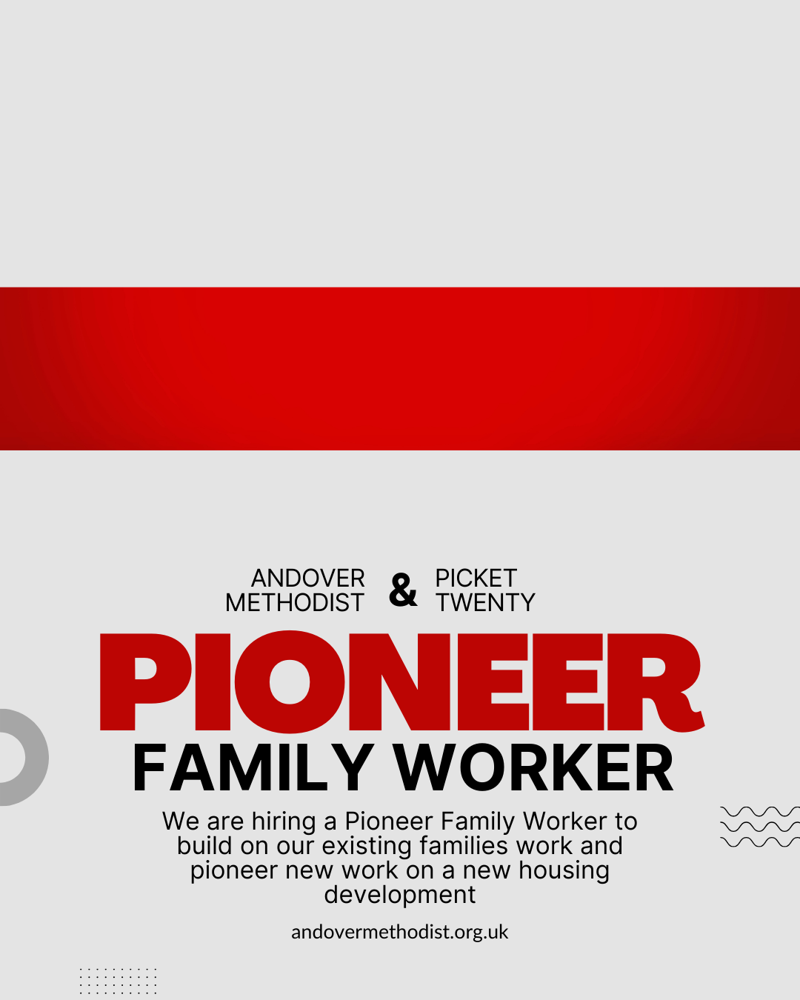 ANDOVER
METHODIST
&
PICKET
TWENTY
PIONEER
FAMILY WORKER
We are hiring a Pioneer Family Worker to
build on our existing families work and
pioneer new work on a new housing
development
andovermethodist.org.uk